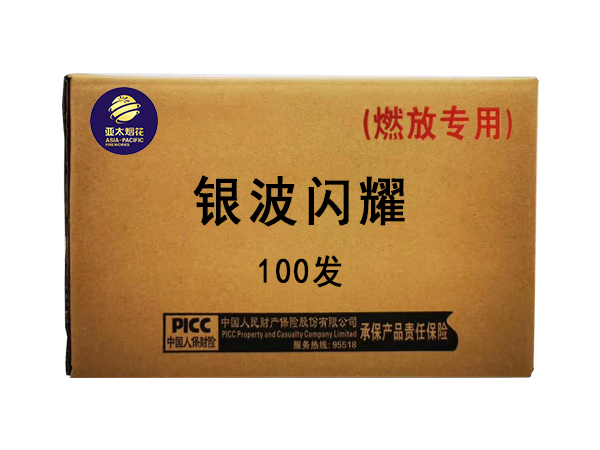 亚太烟花
ASIA-PACIFIC
FIREWORKS
(燃放专用)
银波闪耀
100发
PICC
中国人保财险
中国人民财产保险股份有限公司
PICC Property and Casualty Company Limited
服务热线: 95518
承保产品责任保险